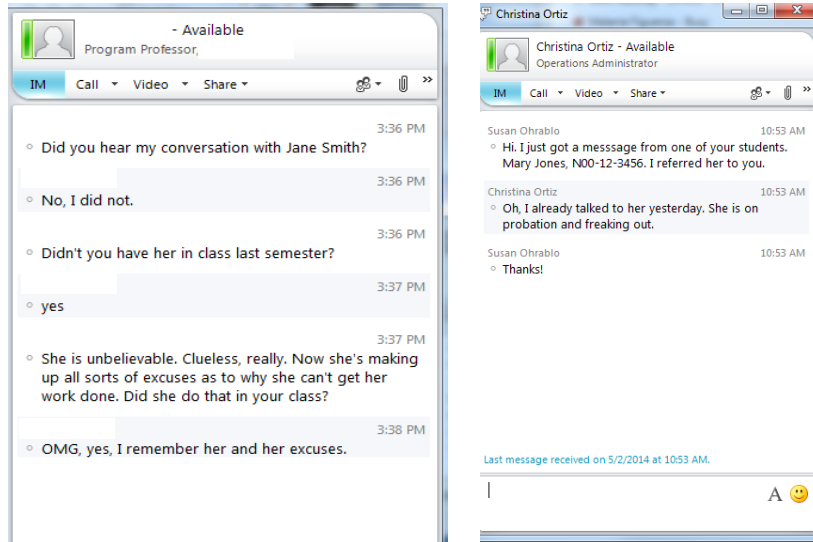 - Available
Program Professor,
IM Call Video Share
3:36 PM
Did you hear my conversation with Jane Smith?
3:36 PM
No, I did not.
3:36 PM
Didn't you have her in class last semester?
3:37 PM
yes
3:37 PM
She is unbelievable. Clueless, really. Now she's making
up all sorts of excuses as to why she can't get her
work done. Did she do that in your class?
3:38 PM
OMG, yes, I remember her and her excuses.
Christina Ortiz
Christina Ortiz - Available
Operations Administrator
IM Call Video Share
Susan Ohrablo 10:53 AM
Hi. I just got a messsage from one of your students.
Mary Jones, N00-12-3456. I referred her to you.
Christina Ortiz 10:53 AM
Oh, I already talked to her yesterday. She is on
probation and freaking out.
Susan Ohrablo 10:53 AM
Thanks!
Last message received on 5/2/2014 at 10:53 AM.
A